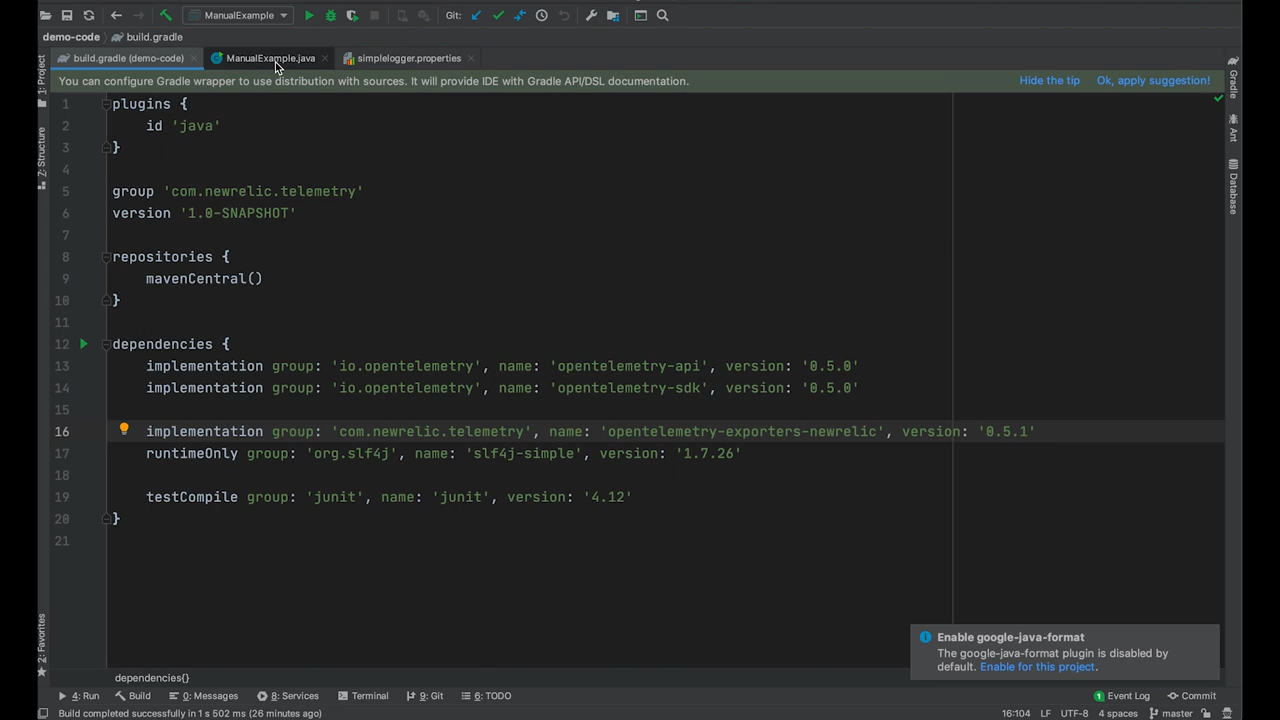 ManualExample
Git:
demo-code
build.gradle
build.gradle (demo-code)
ManualExample.java
simplelogger.properties
You can configure Gradle wrapper to use distribution with sources. It will provide IDE with Gradle API/DSL documentation.
Hide the tip
Ok, apply suggestion!
1: Project
Z: Structure
2: Favorites
Gradle
Ant
Database
1 plugins {
2 id 'java'
3 }
4
5 group 'com.newrelic.telemetry'
6 version '1.0-SNAPSHOT'
7
8 repositories {
9 mavenCentral()
10 }
11
12 dependencies {
13 implementation group: 'io.opentelemetry', name: 'opentelemetry-api', version: '0.5.0'
14 implementation group: 'io.opentelemetry', name: 'opentelemetry-sdk', version: '0.5.0'
15
16 implementation group: 'com.newrelic.telemetry', name: 'opentelemetry-exporters-newrelic', version: '0.5.1'
17 runtimeOnly group: 'org.slf4j', name: 'slf4j-simple', version: '1.7.26'
18
19 testCompile group: 'junit', name: 'junit', version: '4.12'
20 }
21
Enable google-java-format
The google-java-format plugin is disabled by
default. Enable for this project.
dependencies{}
4: Run
Build
0: Messages
8: Services
Terminal
9: Git
6: TODO
1 Event Log
Commit
Build completed successfully in 1 s 502 ms (26 minutes ago)
16:104
LF
UTF-8
4 spaces
master